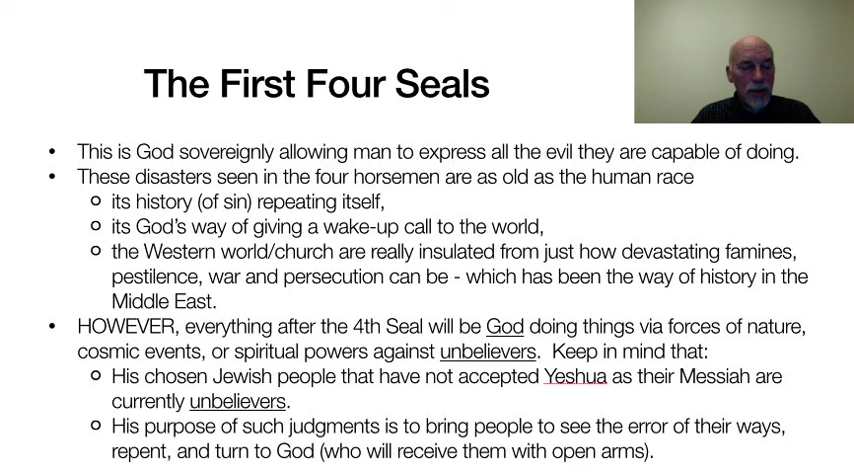 The First Four Seals
• This is God sovereignly allowing man to express all the evil they are capable of doing.
• These disasters seen in the four horsemen are as old as the human race
o its history (of sin) repeating itself,
o its God's way of giving a wake-up call to the world,
o the Western world/church are really insulated from just how devastating famines,
pestilence, war and persecution can be - which has been the way of history in the
Middle East.
• HOWEVER, everything after the 4th Seal will be God doing things via forces of nature,
cosmic events, or spiritual powers against unbelievers. Keep in mind that:
o His chosen Jewish people that have not accepted Yeshua as their Messiah are
currently unbelievers.
o His purpose of such judgments is to bring people to see the error of their ways,
repent, and turn to God (who will receive them with open arms).